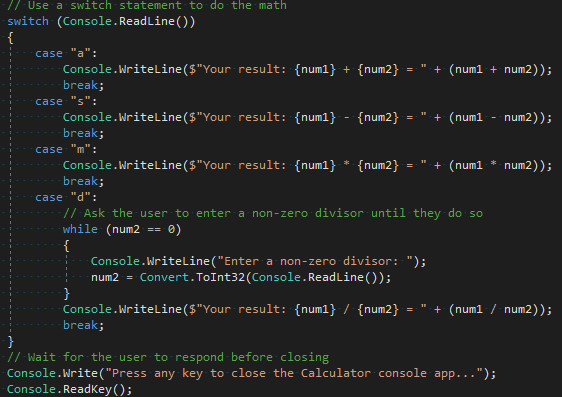 // Use a switch statement to do the math
switch (Console.ReadLine())
{
    case "a":
        Console.WriteLine($"Your result: {num1} + {num2} = " + (num1 + num2));
        break;
    case "s":
        Console.WriteLine($"Your result: {num1} - {num2} = " + (num1 - num2));
        break;
    case "m":
        Console.WriteLine($"Your result: {num1} * {num2} = " + (num1 * num2));
        break;
    case "d":
        // Ask the user to enter a non-zero divisor until they do so
        while (num2 == 0)
        {
            Console.WriteLine("Enter a non-zero divisor: ");
            num2 = Convert.ToInt32(Console.ReadLine());
        }
        Console.WriteLine($"Your result: {num1} / {num2} = " + (num1 / num2));
        break;
}
// Wait for the user to respond before closing
Console.Write("Press any key to close the Calculator console app...");
Console.ReadKey();